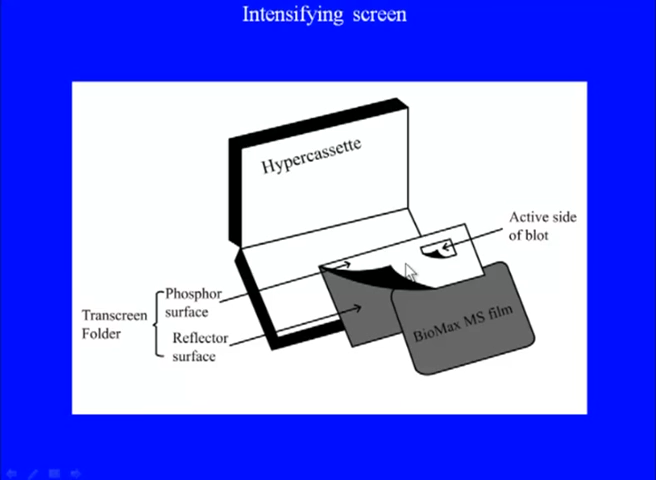 Intensifying screen
Hypercassette
Active side
of blot
Phosphor
surface
Transcreen
Folder
Reflector
surface
BioMax MS film